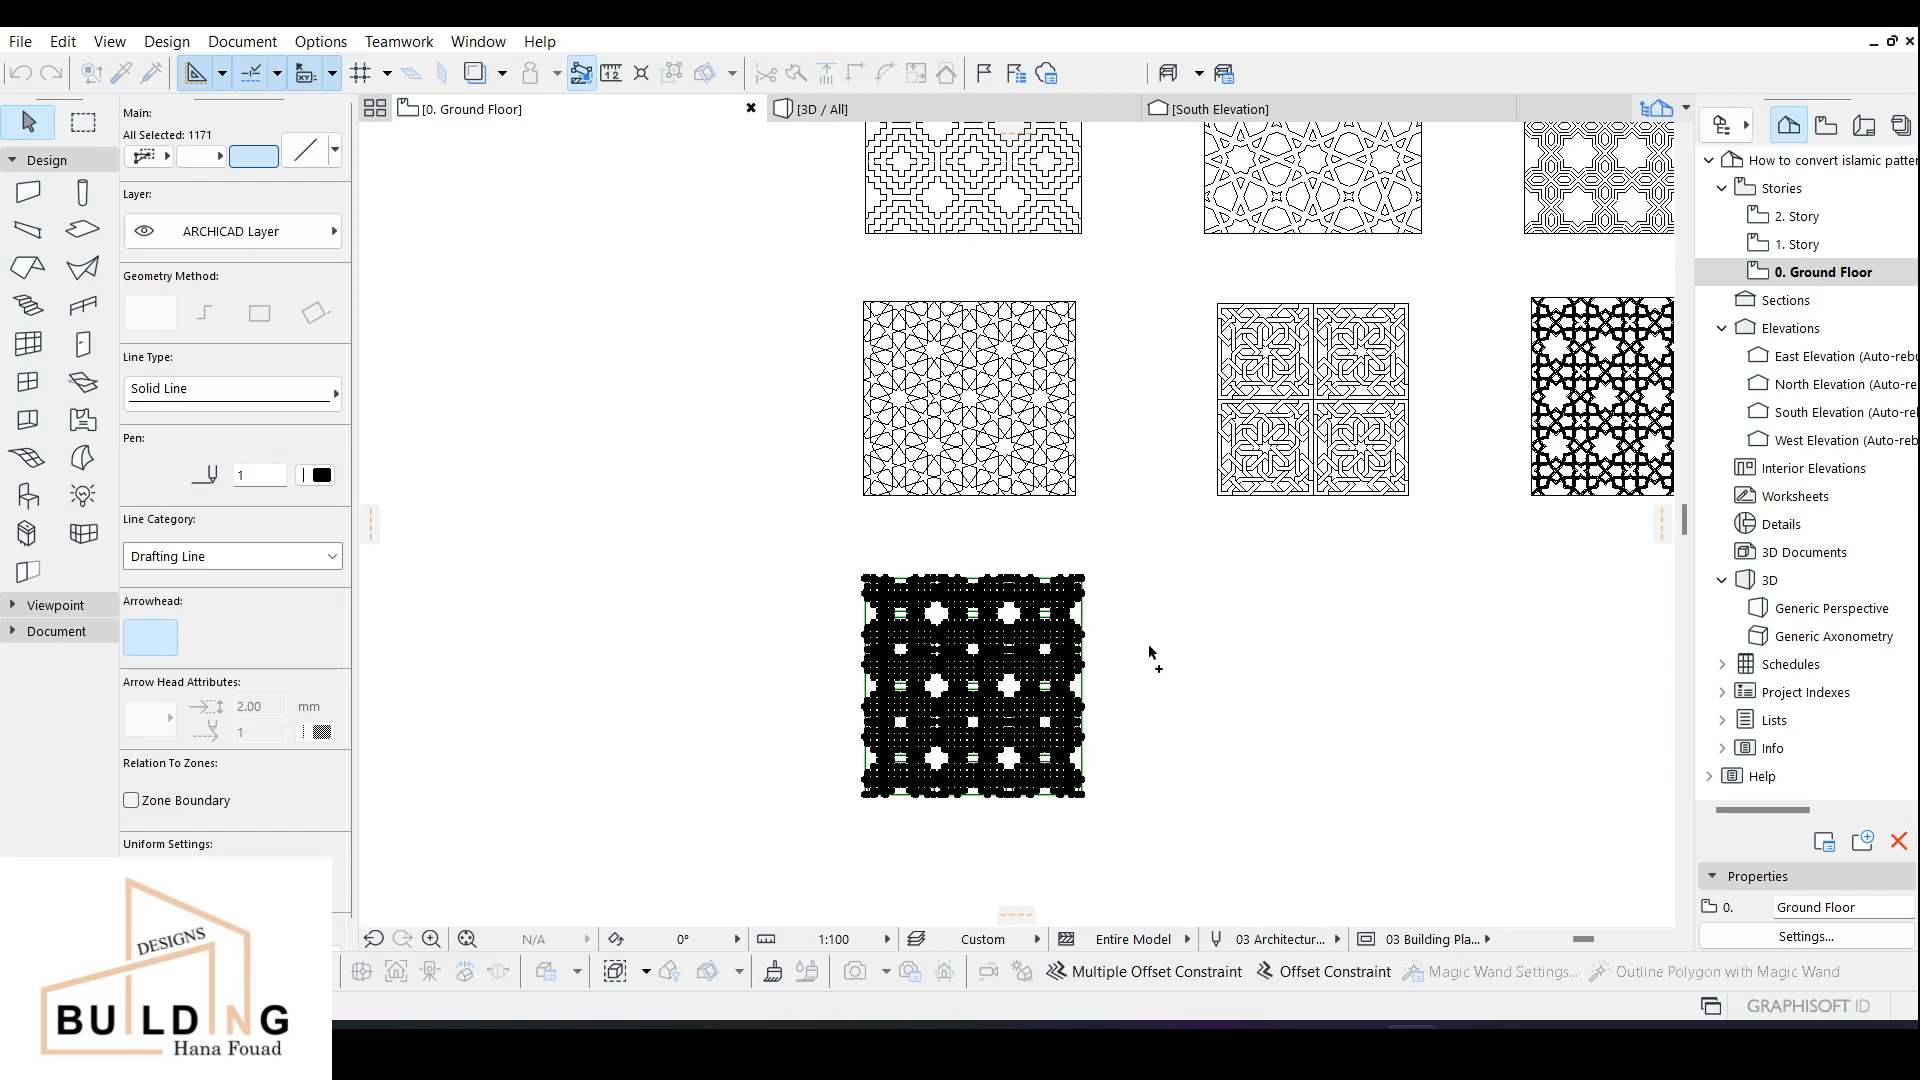 File Edit View Design Document Options Teamwork Window Help
[0. Ground Floor]
[3D / All]
[South Elevation]
Main:
All Selected: 1171
Design
Layer:
ARCHICAD Layer
Geometry Method:
Line Type:
Solid Line
Pen:
1
Line Category:
Drafting Line
Arrowhead:
Arrow Head Attributes:
2.00 mm
1
Relation To Zones:
Zone Boundary
Uniform Settings:
Viewpoint
Document
How to convert islamic patter
Stories
2. Story
1. Story
0. Ground Floor
Sections
Elevations
East Elevation (Auto-rebu
North Elevation (Auto-re
South Elevation (Auto-rel
West Elevation (Auto-reb
Interior Elevations
Worksheets
Details
3D Documents
3D
Generic Perspective
Generic Axonometry
Schedules
Project Indexes
Lists
Info
Help
Properties
0. Ground Floor
Settings...
N/A 0° 1:100 Custom Entire Model 03 Architectur... 03 Building Pla...
Multiple Offset Constraint Offset Constraint Magic Wand Settings... Outline Polygon with Magic Wand
GRAPHISOFT ID
DESIGNS
BUILDING
Hana Fouad